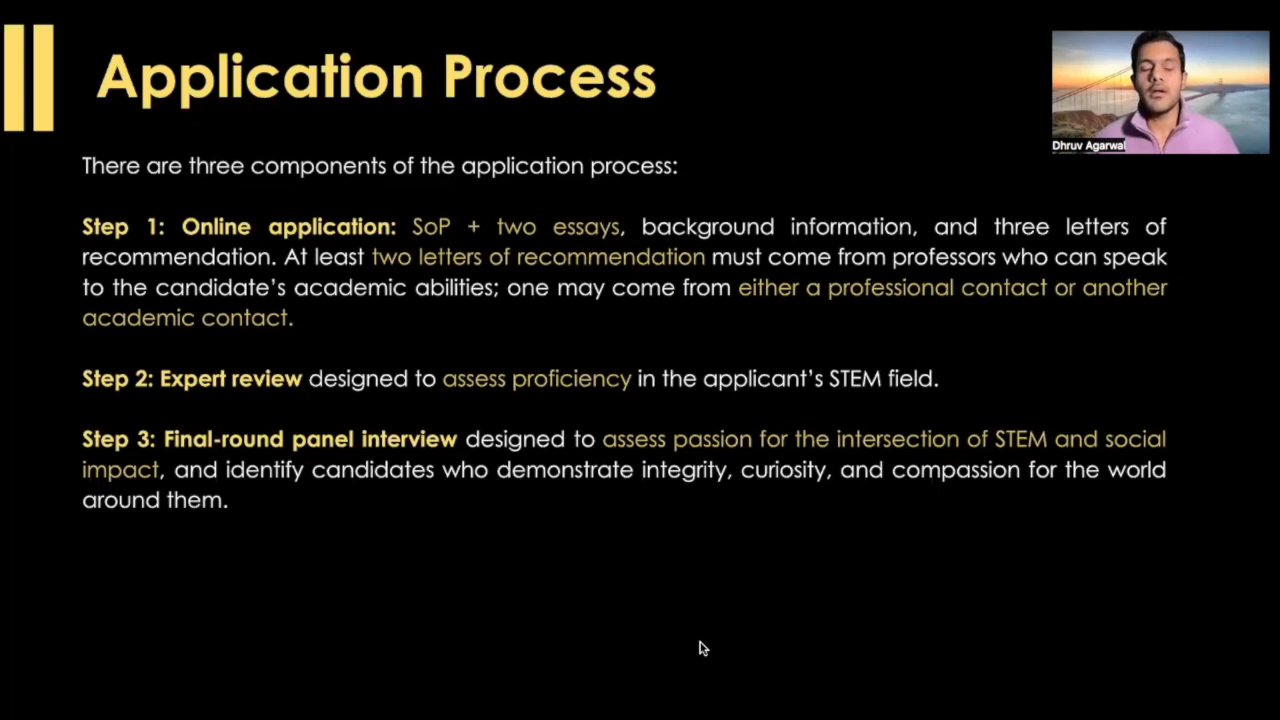 Application Process
Dhruv Agarwal
There are three components of the application process:
Step 1: Online application: SoP + two essays, background information, and three letters of
recommendation. At least two letters of recommendation must come from professors who can speak
to the candidate's academic abilities; one may come from either a professional contact or another
academic contact.
Step 2: Expert review designed to assess proficiency in the applicant's STEM field.
Step 3: Final-round panel interview designed to assess passion for the intersection of STEM and social
impact, and identify candidates who demonstrate integrity, curiosity, and compassion for the world
around them.